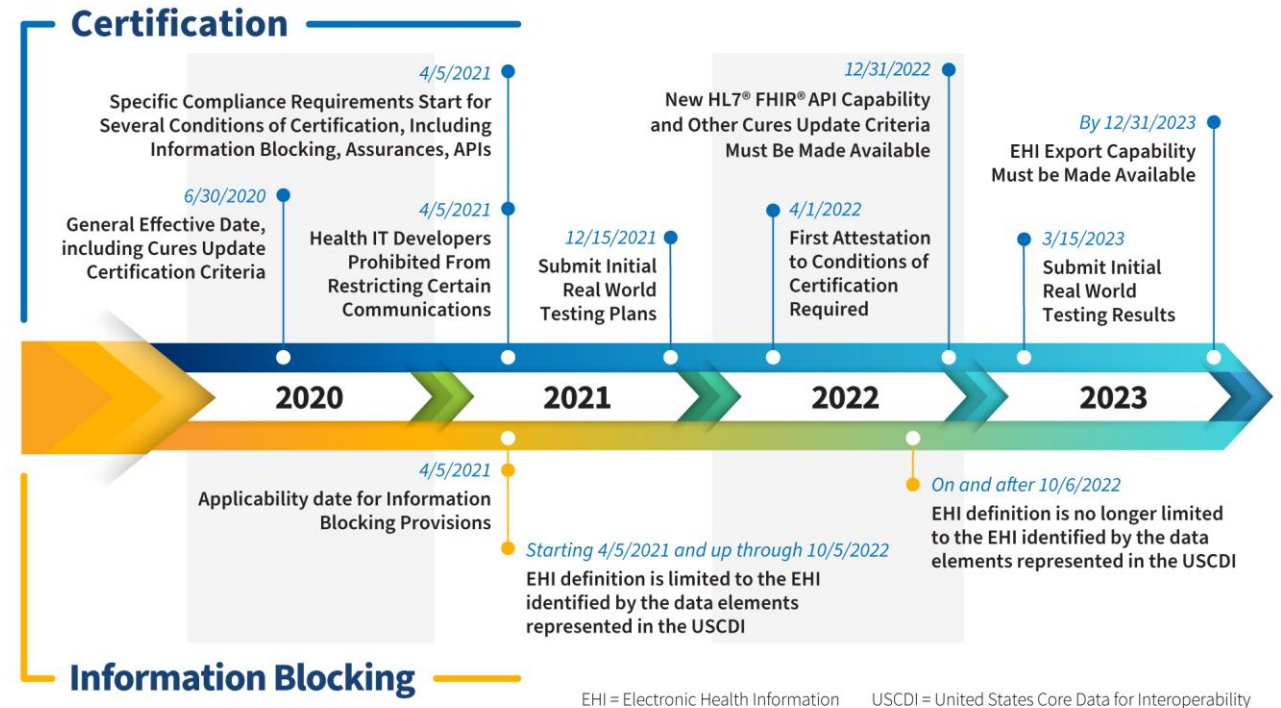 Certification
4/5/2021
Specific Compliance Requirements Start for
Several Conditions of Certification, Including
Information Blocking, Assurances, APIs
6/30/2020
General Effective Date,
including Cures Update
Certification Criteria
4/5/2021
Health IT Developers
Prohibited From
Restricting Certain
Communications
12/15/2021
Submit Initial
Real World
Testing Plans
12/31/2022
New HL7® FHIR® API Capability
and Other Cures Update Criteria
Must Be Made Available
4/1/2022
First Attestation
to Conditions of
Certification
Required
By 12/31/2023
EHI Export Capability
Must be Made Available
3/15/2023
Submit Initial
Real World
Testing Results
2020
2021
2022
2023
4/5/2021
Applicability date for Information
Blocking Provisions
Starting 4/5/2021 and up through 10/5/2022
EHI definition is limited to the EHI
identified by the data elements
represented in the USCDI
On and after 10/6/2022
EHI definition is no longer limited
to the EHI identified by the data
elements represented in the USCDI
Information Blocking
EHI = Electronic Health Information USCDI = United States Core Data for Interoperability